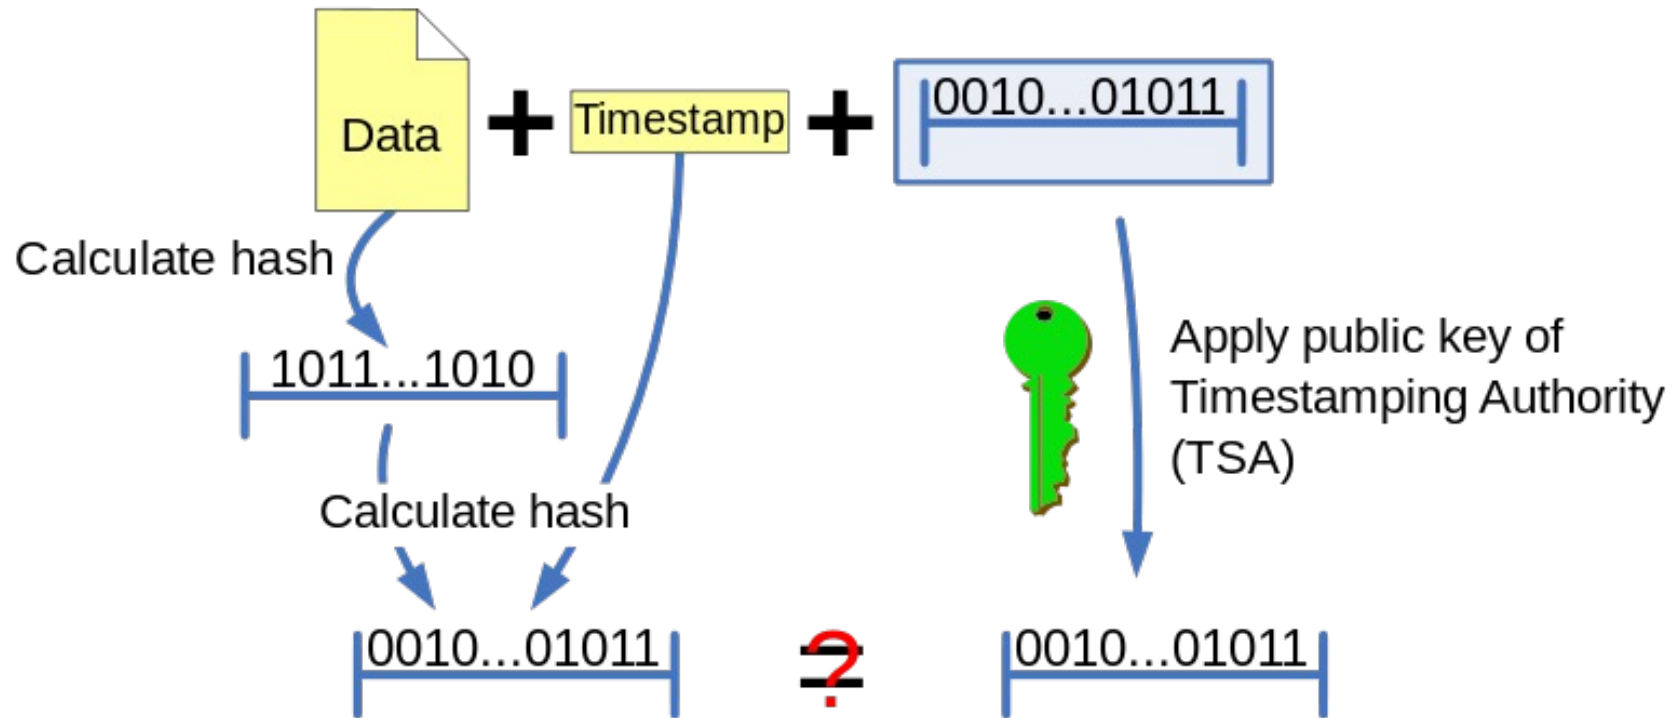 Data
Timestamp
0010...01011
Calculate hash
1011...1010
Apply public key of
Timestamping Authority
(TSA)
Calculate hash
0010...01011
?
0010...01011